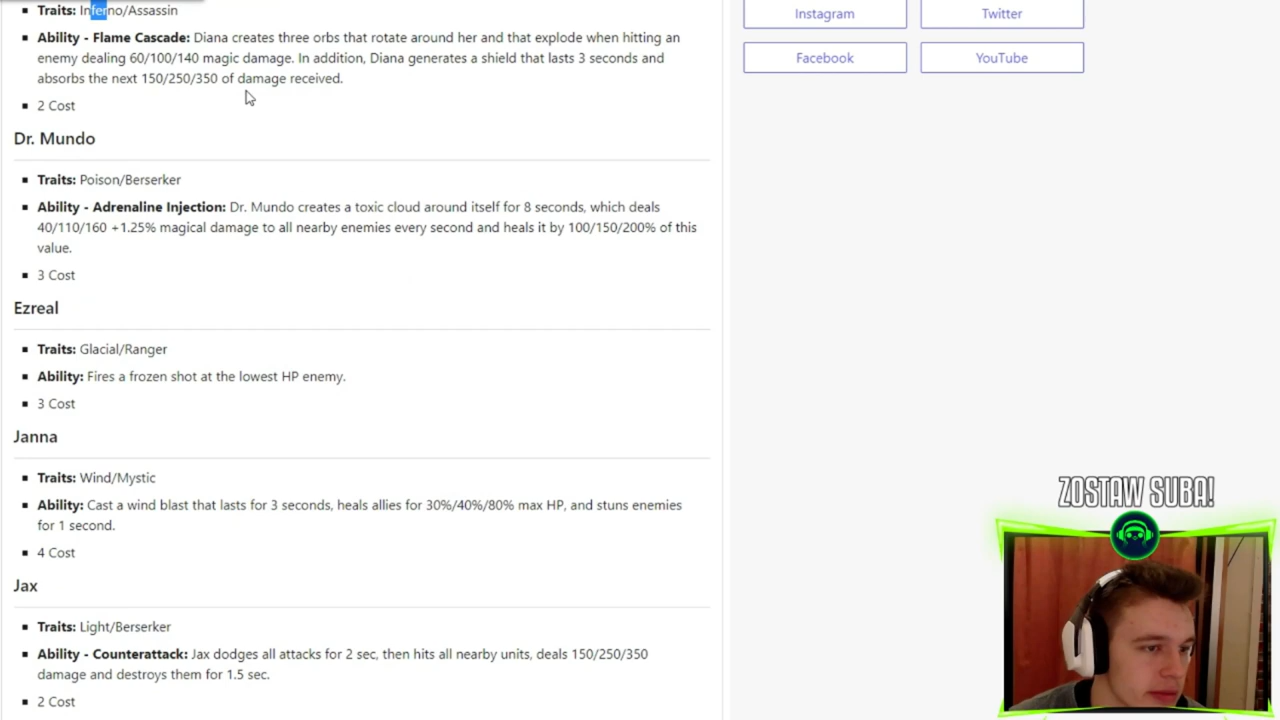 Traits: Inferno/Assassin
Ability - Flame Cascade: Diana creates three orbs that rotate around her and that explode when hitting an
enemy dealing 60/100/140 magic damage. In addition, Diana generates a shield that lasts 3 seconds and
absorbs the next 150/250/350 of damage received.
2 Cost
Dr. Mundo
Traits: Poison/Berserker
Ability - Adrenaline Injection: Dr. Mundo creates a toxic cloud around itself for 8 seconds, which deals
40/110/160 +1.25% magical damage to all nearby enemies every second and heals it by 100/150/200% of this
value.
3 Cost
Ezreal
Traits: Glacial/Ranger
Ability: Fires a frozen shot at the lowest HP enemy.
3 Cost
Janna
Traits: Wind/Mystic
Ability: Cast a wind blast that lasts for 3 seconds, heals allies for 30%/40%/80% max HP, and stuns enemies
for 1 second.
4 Cost
Jax
Traits: Light/Berserker
Ability - Counterattack: Jax dodges all attacks for 2 sec, then hits all nearby units, deals 150/250/350
damage and destroys them for 1.5 sec.
2 Cost
Instagram
Twitter
Facebook
YouTube
ZOSTAW SUBA!